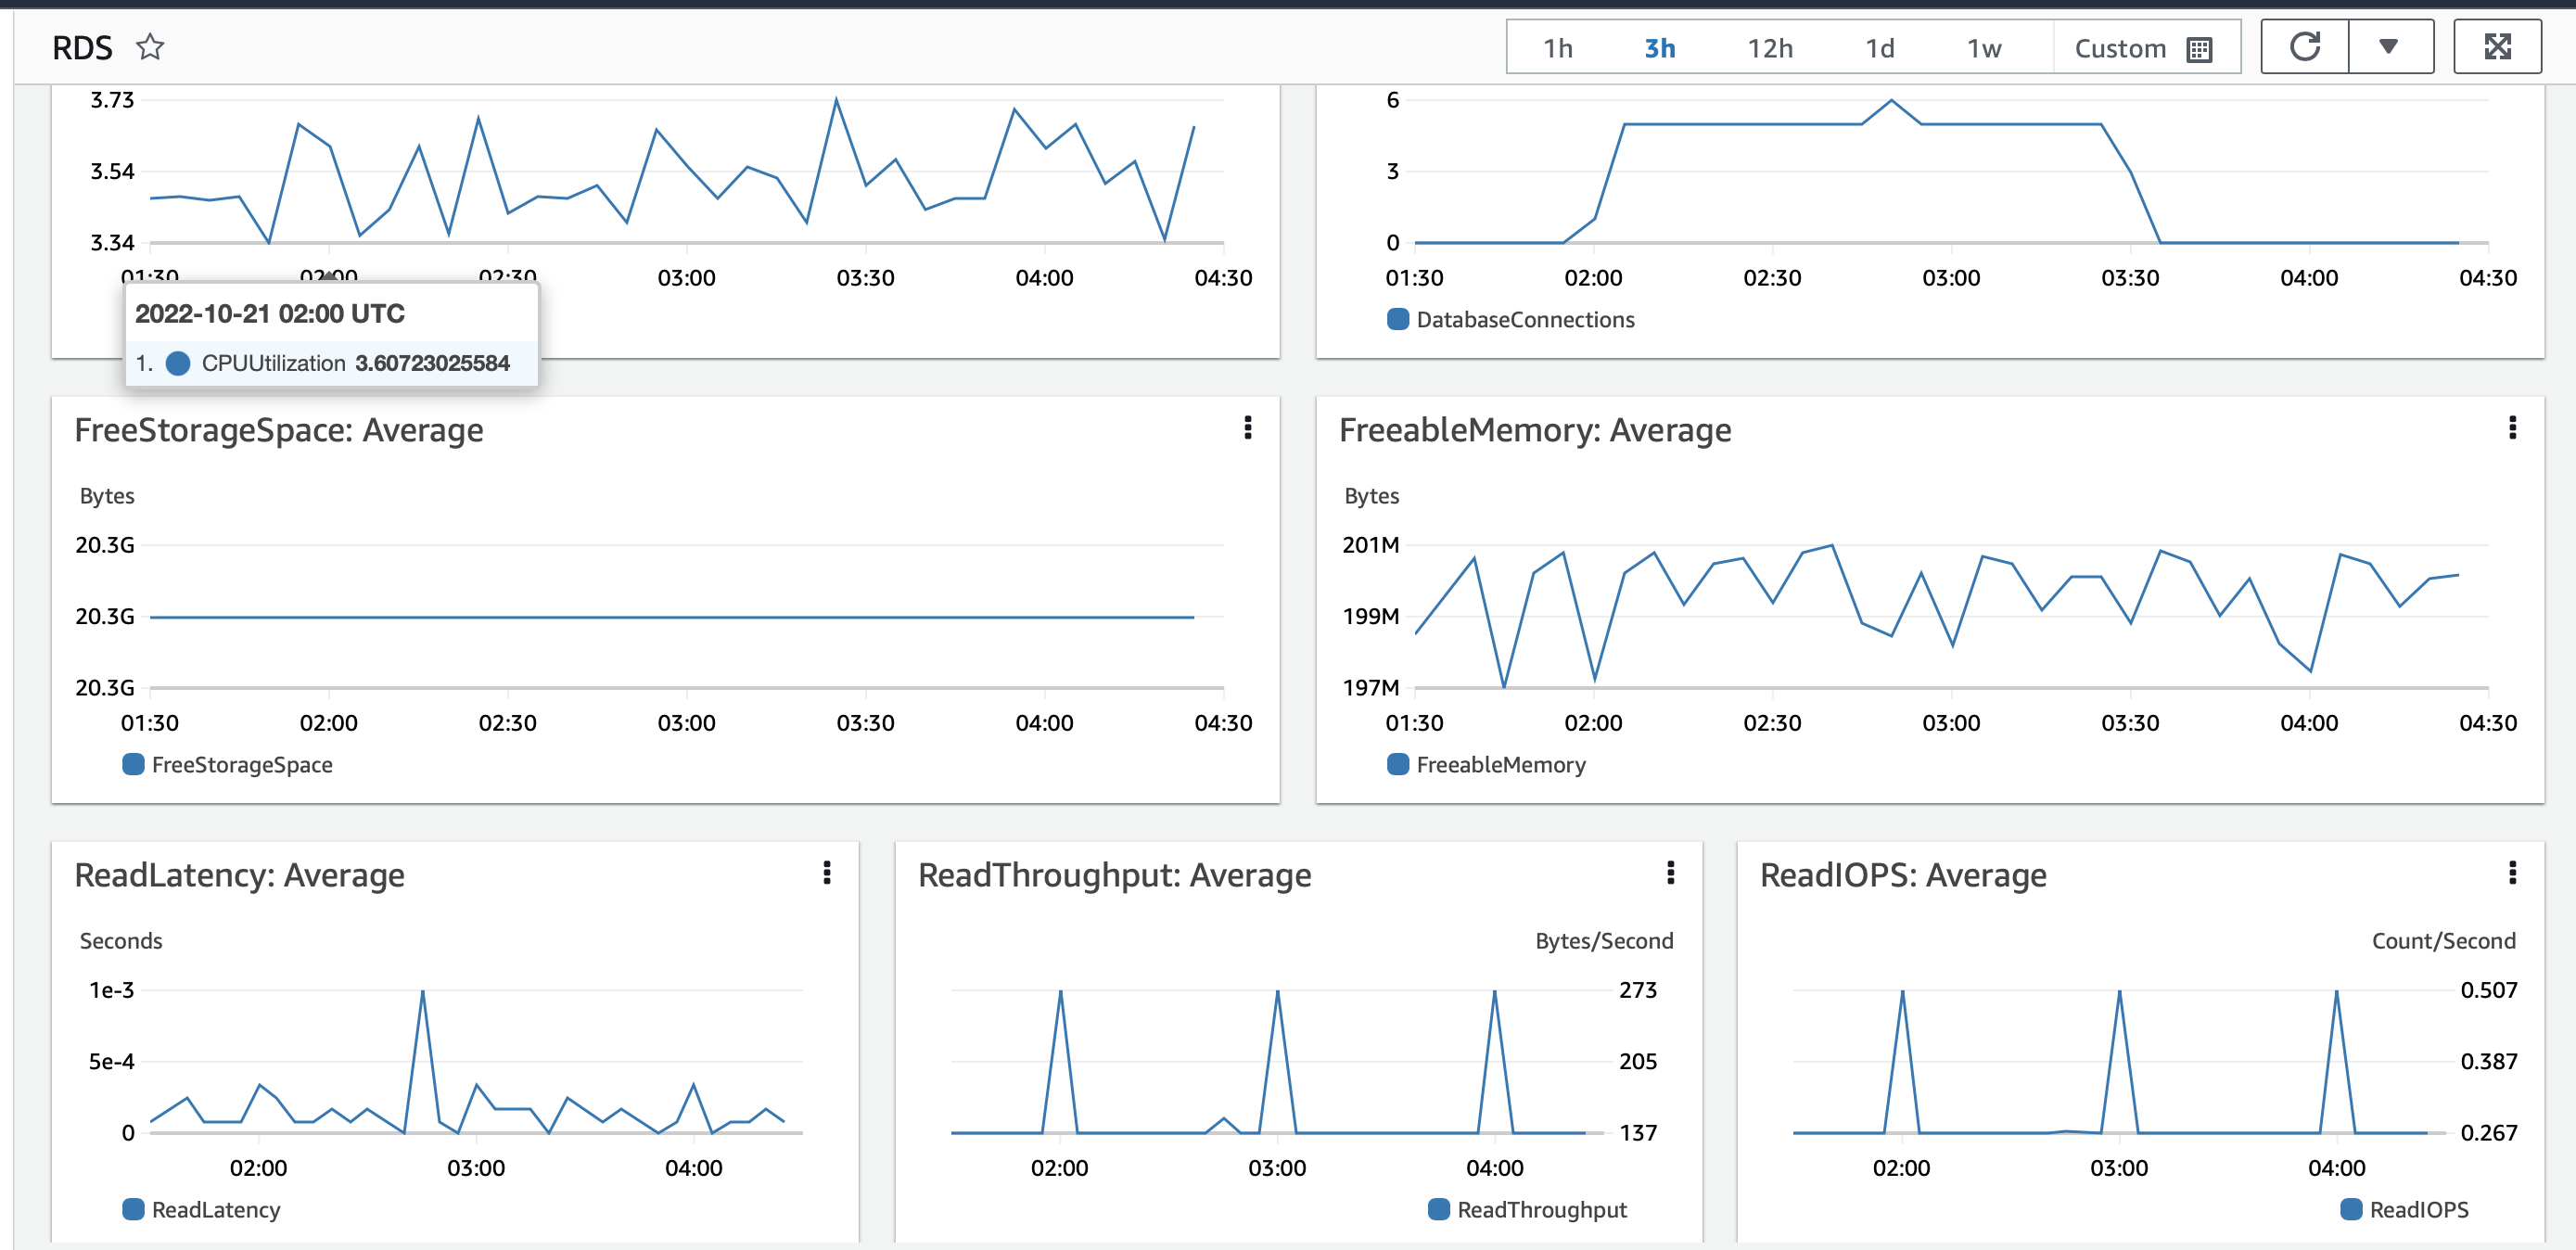 RDS
1h 3h 12h 1d 1w Custom
3.73
3.54
3.34
01:30 02:00 02:30 03:00 03:30 04:00 04:30
2022-10-21 02:00 UTC
1. CPUUtilization 3.60723025584
6
3
0
01:30 02:00 02:30 03:00 03:30 04:00 04:30
DatabaseConnections
FreeStorageSpace: Average
Bytes
20.3G
20.3G
20.3G
01:30 02:00 02:30 03:00 03:30 04:00 04:30
FreeStorageSpace
FreeableMemory: Average
Bytes
201M
199M
197M
01:30 02:00 02:30 03:00 03:30 04:00 04:30
FreeableMemory
ReadLatency: Average
Seconds
1e-3
5e-4
0
02:00 03:00 04:00
ReadLatency
ReadThroughput: Average
Bytes/Second
273
205
137
02:00 03:00 04:00
ReadThroughput
ReadIOPS: Average
Count/Second
0.507
0.387
0.267
02:00 03:00 04:00
ReadIOPS